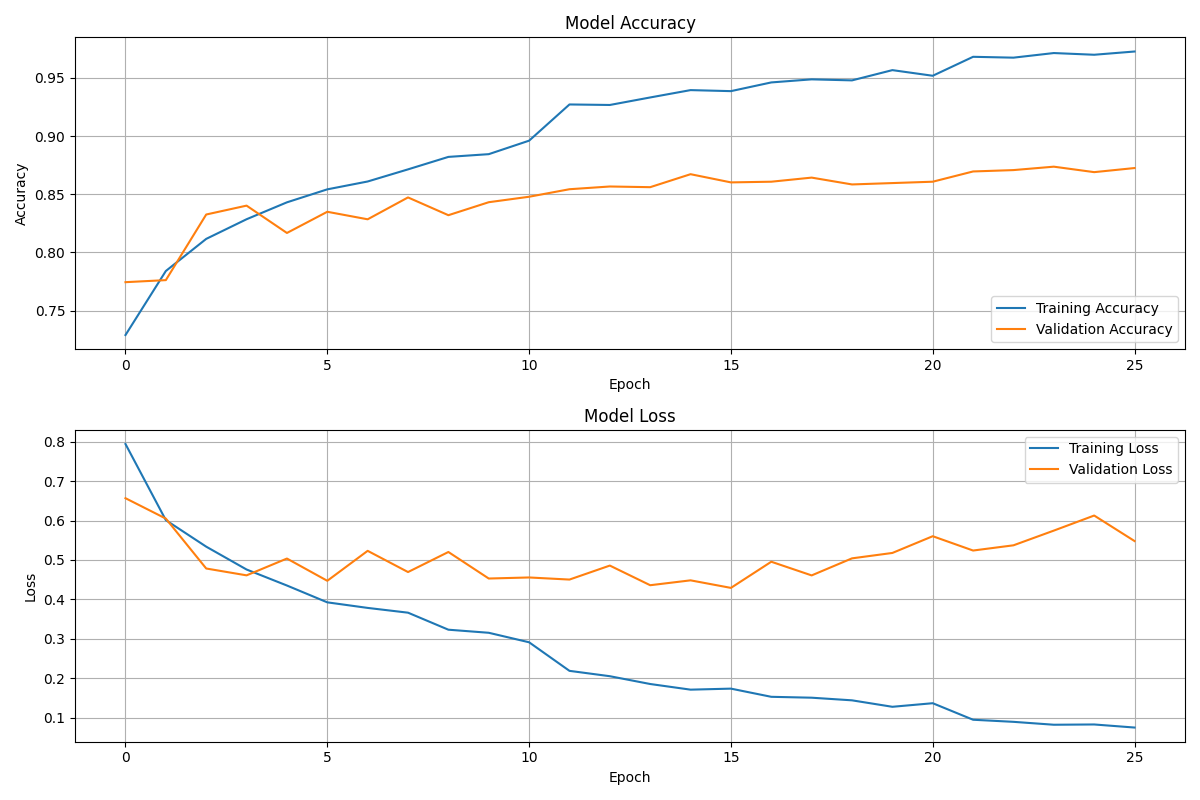 Model Accuracy
0.95
0.90
0.85
0.80
0.75
Accuracy
Training Accuracy
Validation Accuracy
0 5 10 15 20 25
Epoch
Model Loss
0.8
0.7
0.6
0.5
0.4
0.3
0.2
0.1
Loss
Training Loss
Validation Loss
0 5 10 15 20 25
Epoch